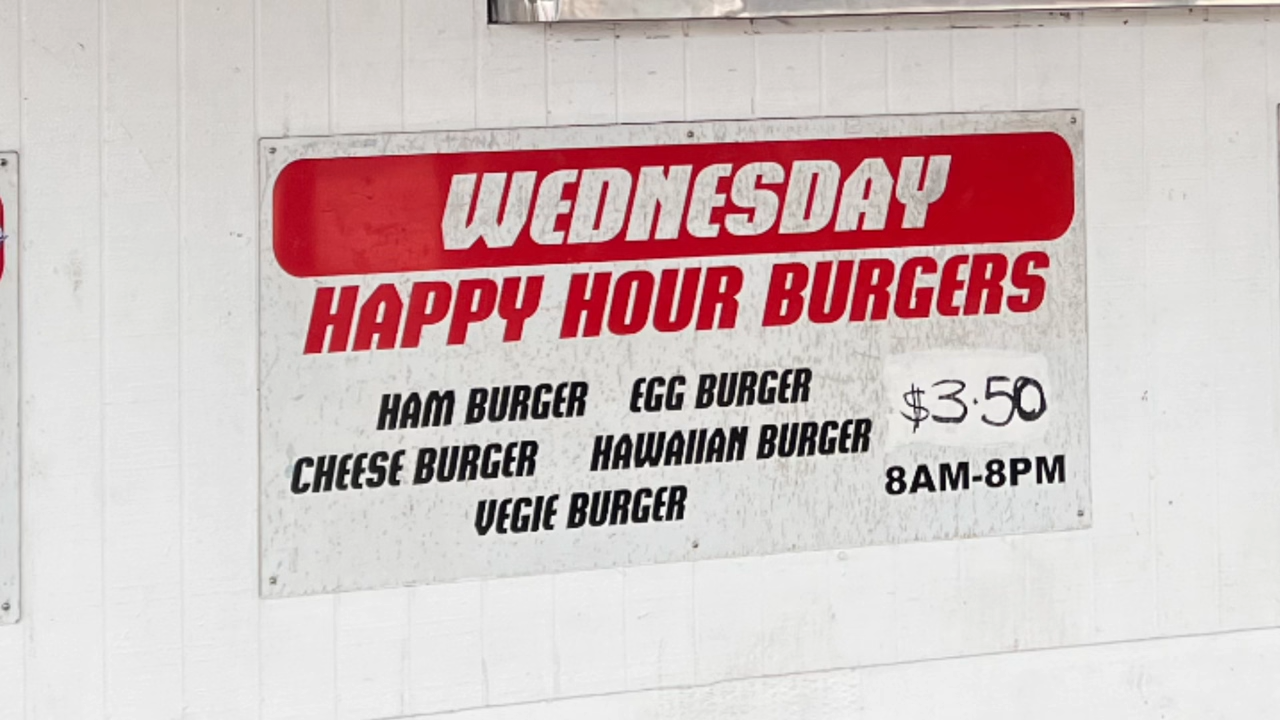 WEDNESDAY
HAPPY HOUR BURGERS
HAM BURGER EGG BURGER
CHEESE BURGER HAWAIIAN BURGER
VEGIE BURGER
$3.50
8AM-8PM